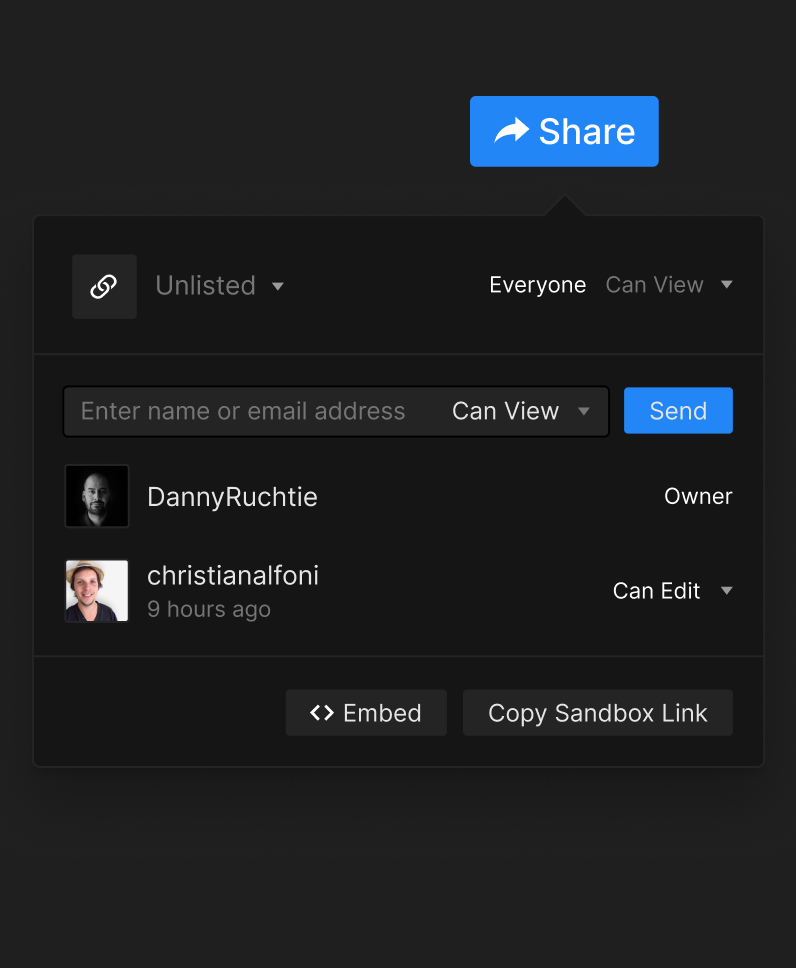 Share
Unlisted Everyone Can View
Enter name or email address Can View Send
DannyRuchtie Owner
christianalfoni
9 hours ago
Can Edit
Embed Copy Sandbox Link